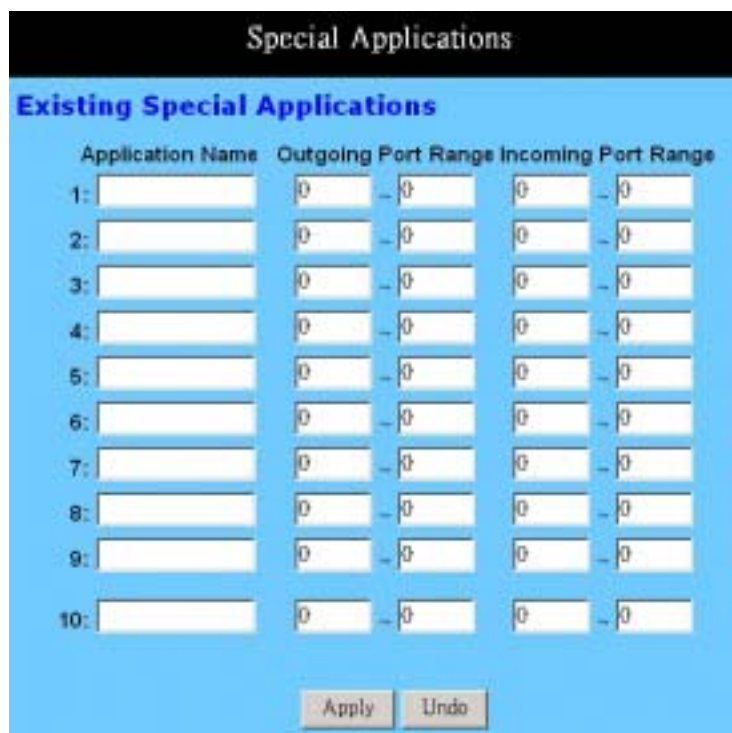 Special Applications
Existing Special Applications
Application Name Outgoing Port Range Incoming Port Range
1: 0 ~ 0 0 ~ 0
2: 0 ~ 0 0 ~ 0
3: 0 ~ 0 0 ~ 0
4: 0 ~ 0 0 ~ 0
5: 0 ~ 0 0 ~ 0
6: 0 ~ 0 0 ~ 0
7: 0 ~ 0 0 ~ 0
8: 0 ~ 0 0 ~ 0
9: 0 ~ 0 0 ~ 0
10: 0 ~ 0 0 ~ 0
Apply Undo